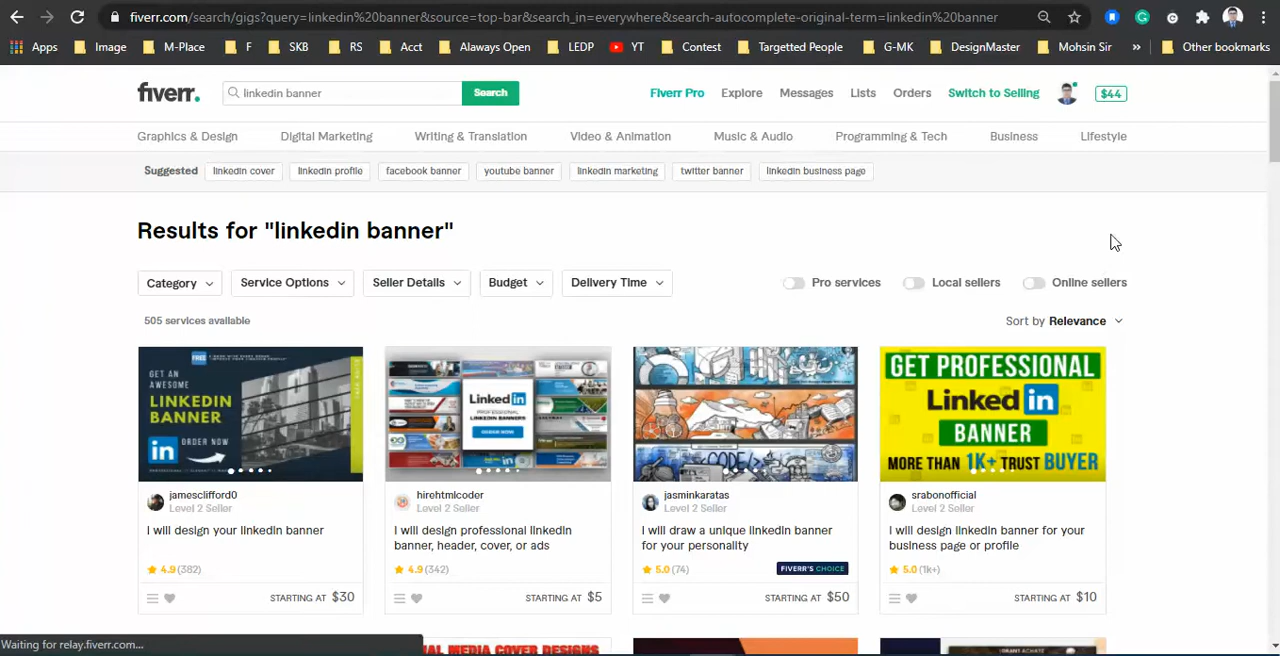 fiverr.com/search/gigs?query=linkedin%20banner&source=top-bar&search_in=everywhere&search-autocomplete-original-term=linkedin%20banner
Apps Image M-Place F SKB RS Acct Alaways Open LEDP YT Contest Targetted People G-MK DesignMaster Mohsin Sir » Other bookmarks
fiverr. linkedin banner Search Fiverr Pro Explore Messages Lists Orders Switch to Selling $44
Graphics & Design Digital Marketing Writing & Translation Video & Animation Music & Audio Programming & Tech Business Lifestyle
Suggested linkedin cover linkedin profile facebook banner youtube banner linkedin marketing twitter banner linkedin business page
Results for "linkedin banner"
Category Service Options Seller Details Budget Delivery Time Pro services Local sellers Online sellers
505 services available Sort by Relevance
FREE
GET AN
AWESOME
LINKEDIN
BANNER
in ORDER NOW
LinkedIn
PROFESSIONAL
LINKEDIN BANNERS
CODE
GET PROFESSIONAL
Linked in
BANNER
MORE THAN 1K+ TRUST BUYER
jamesclifford0
Level 2 Seller
I will design your linkedin banner
4.9 (382)
STARTING AT $30
hirehtmlcoder
Level 2 Seller
I will design professional linkedin
banner, header, cover, or ads
4.9 (342)
STARTING AT $5
jasminkaratas
Level 2 Seller
I will draw a unique linkedin banner
for your personality
5.0 (74) FIVERR'S CHOICE
STARTING AT $50
srabonofficial
Level 2 Seller
I will design linkedin banner for your
business page or profile
5.0 (1k+)
STARTING AT $10
Waiting for relay.fiverr.com...
MEDIA COVER DESIGNS